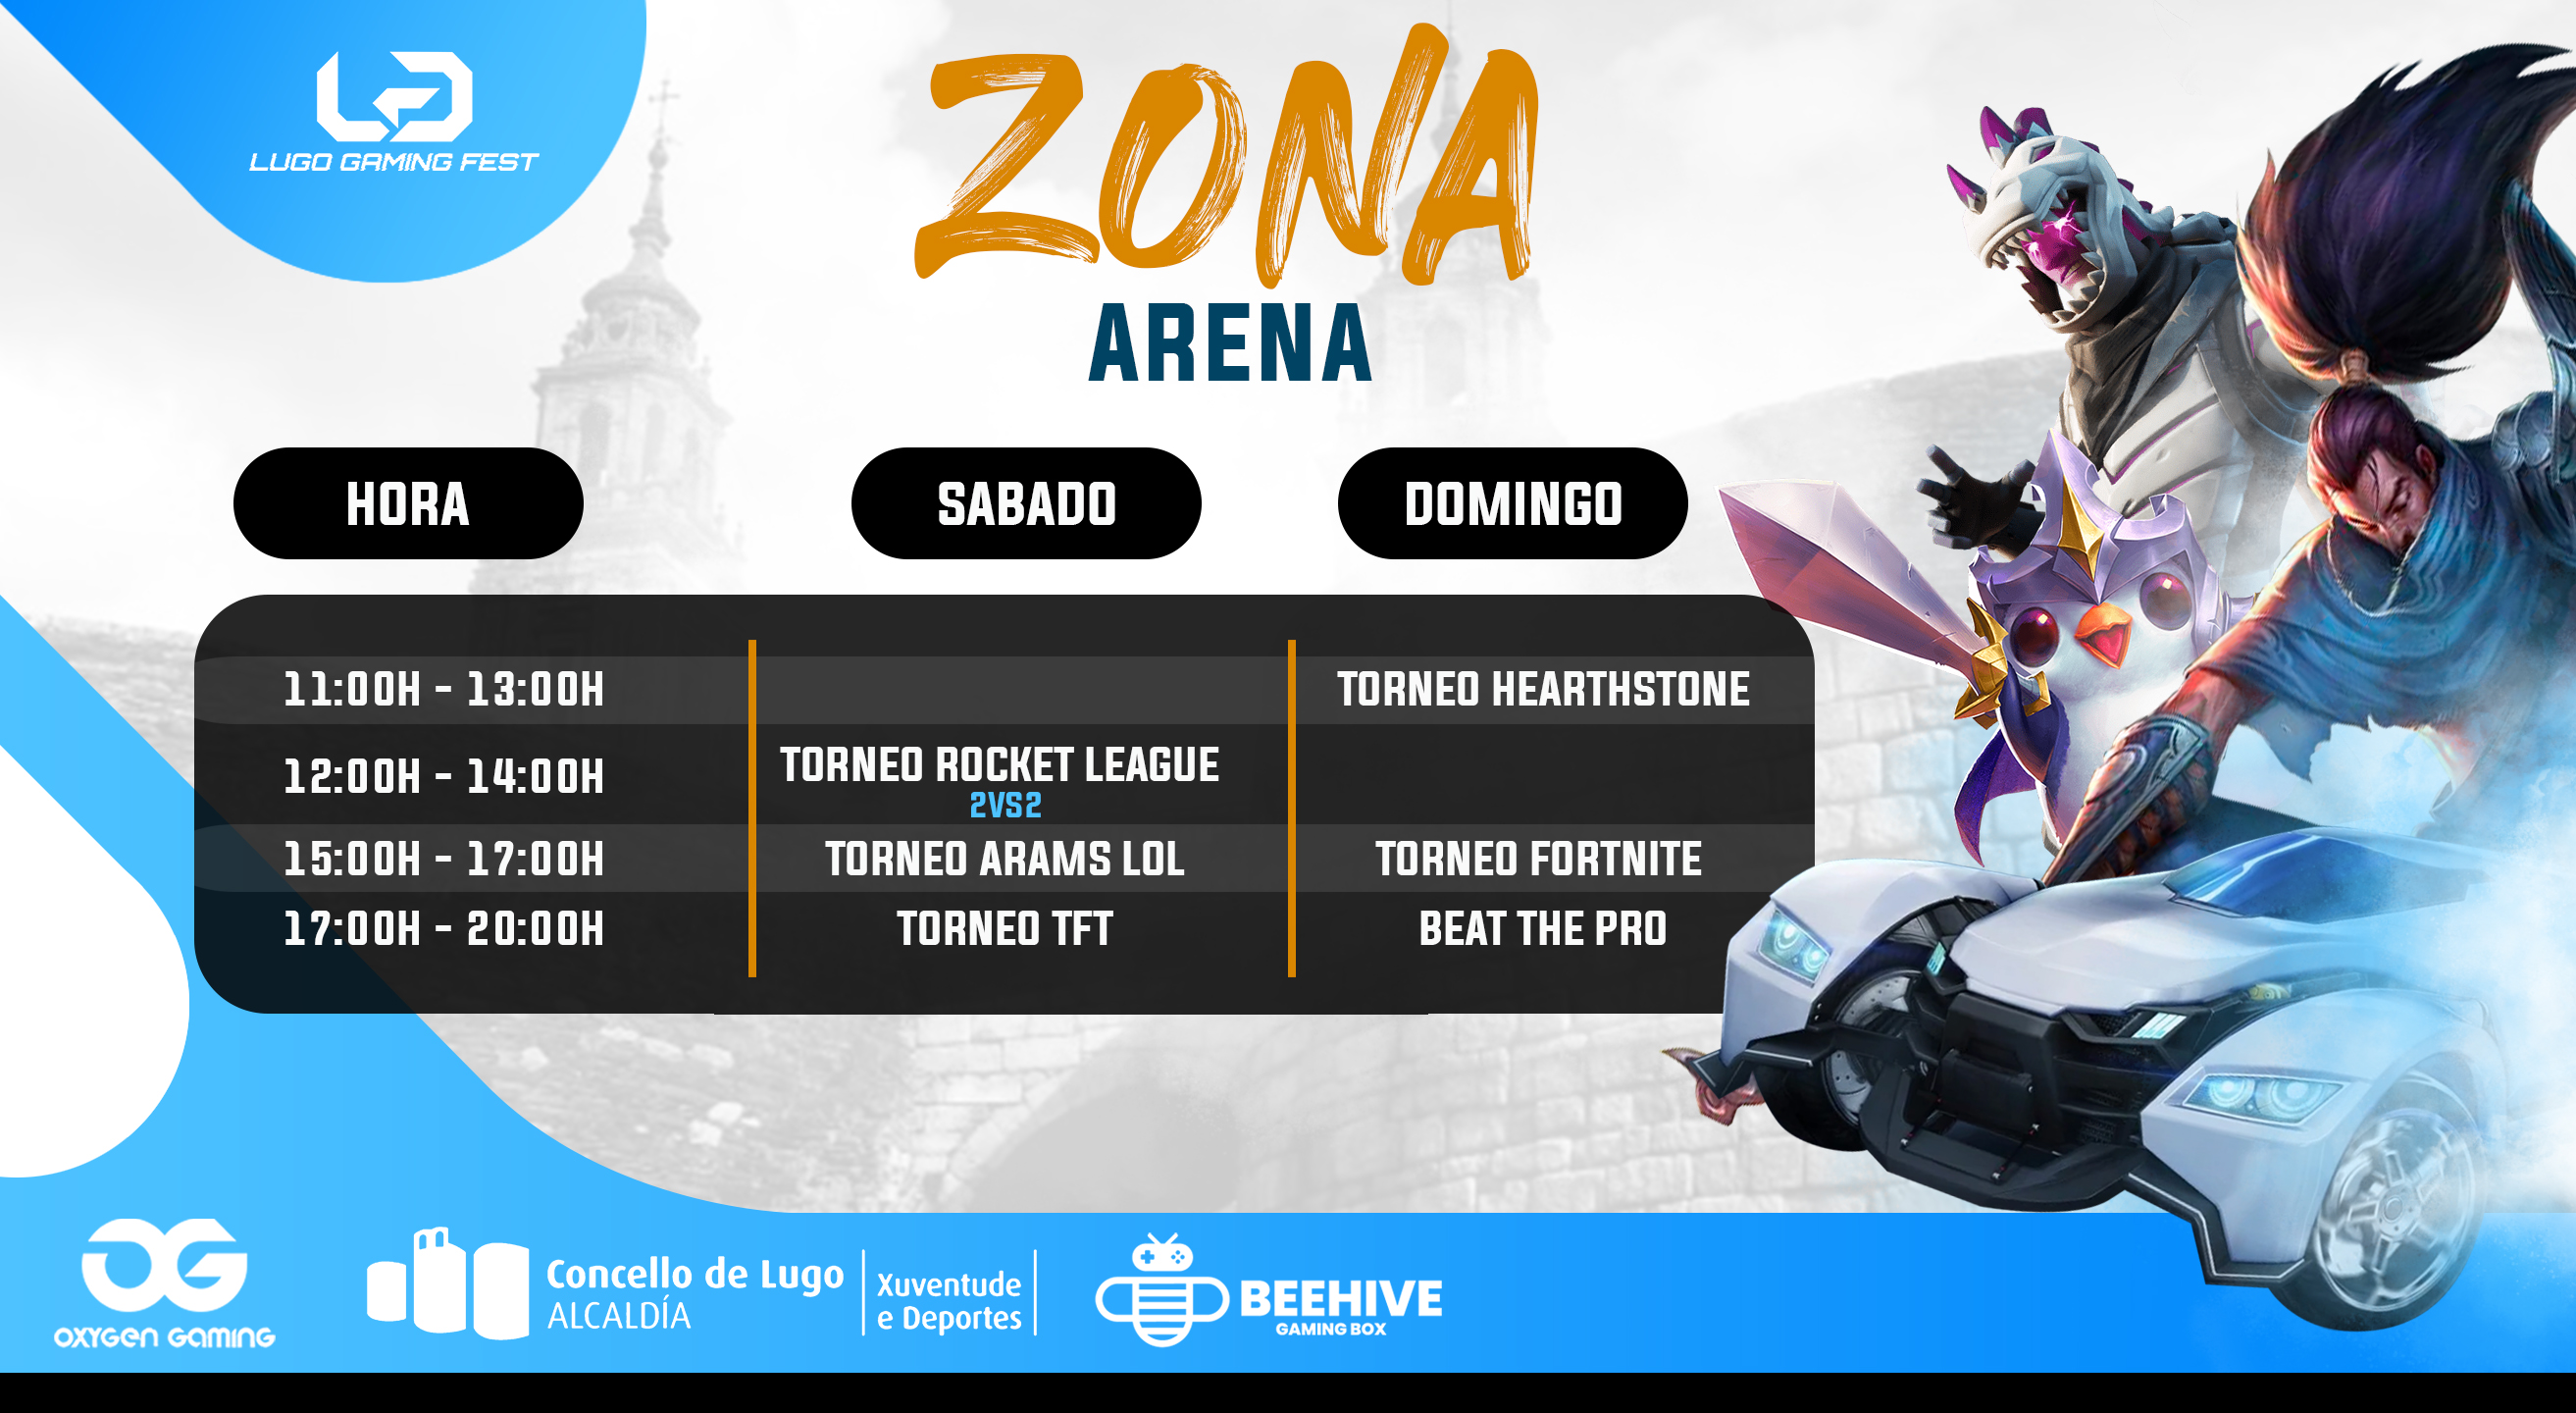 LUGO GAMING FEST
ZONA
ARENA
HORA
SABADO
DOMINGO
11:00H - 13:00H
TORNEO HEARTHSTONE
12:00H - 14:00H
TORNEO ROCKET LEAGUE
2VS2
15:00H - 17:00H
TORNEO ARAMS LOL
TORNEO FORTNITE
17:00H - 20:00H
TORNEO TFT
BEAT THE PRO
OXYGEN GAMING
Concello de Lugo
ALCALDÍA
Xuventude
e Deportes
BEEHIVE
GAMING BOX